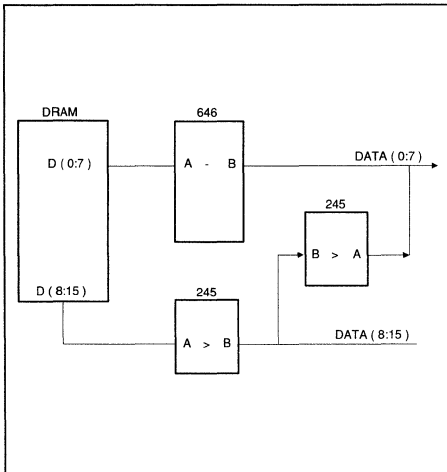 DRAM
646
D ( 0:7 )
A - B
DATA ( 0:7 )
245
B > A
D ( 8:15 )
245
A > B
DATA ( 8:15 )